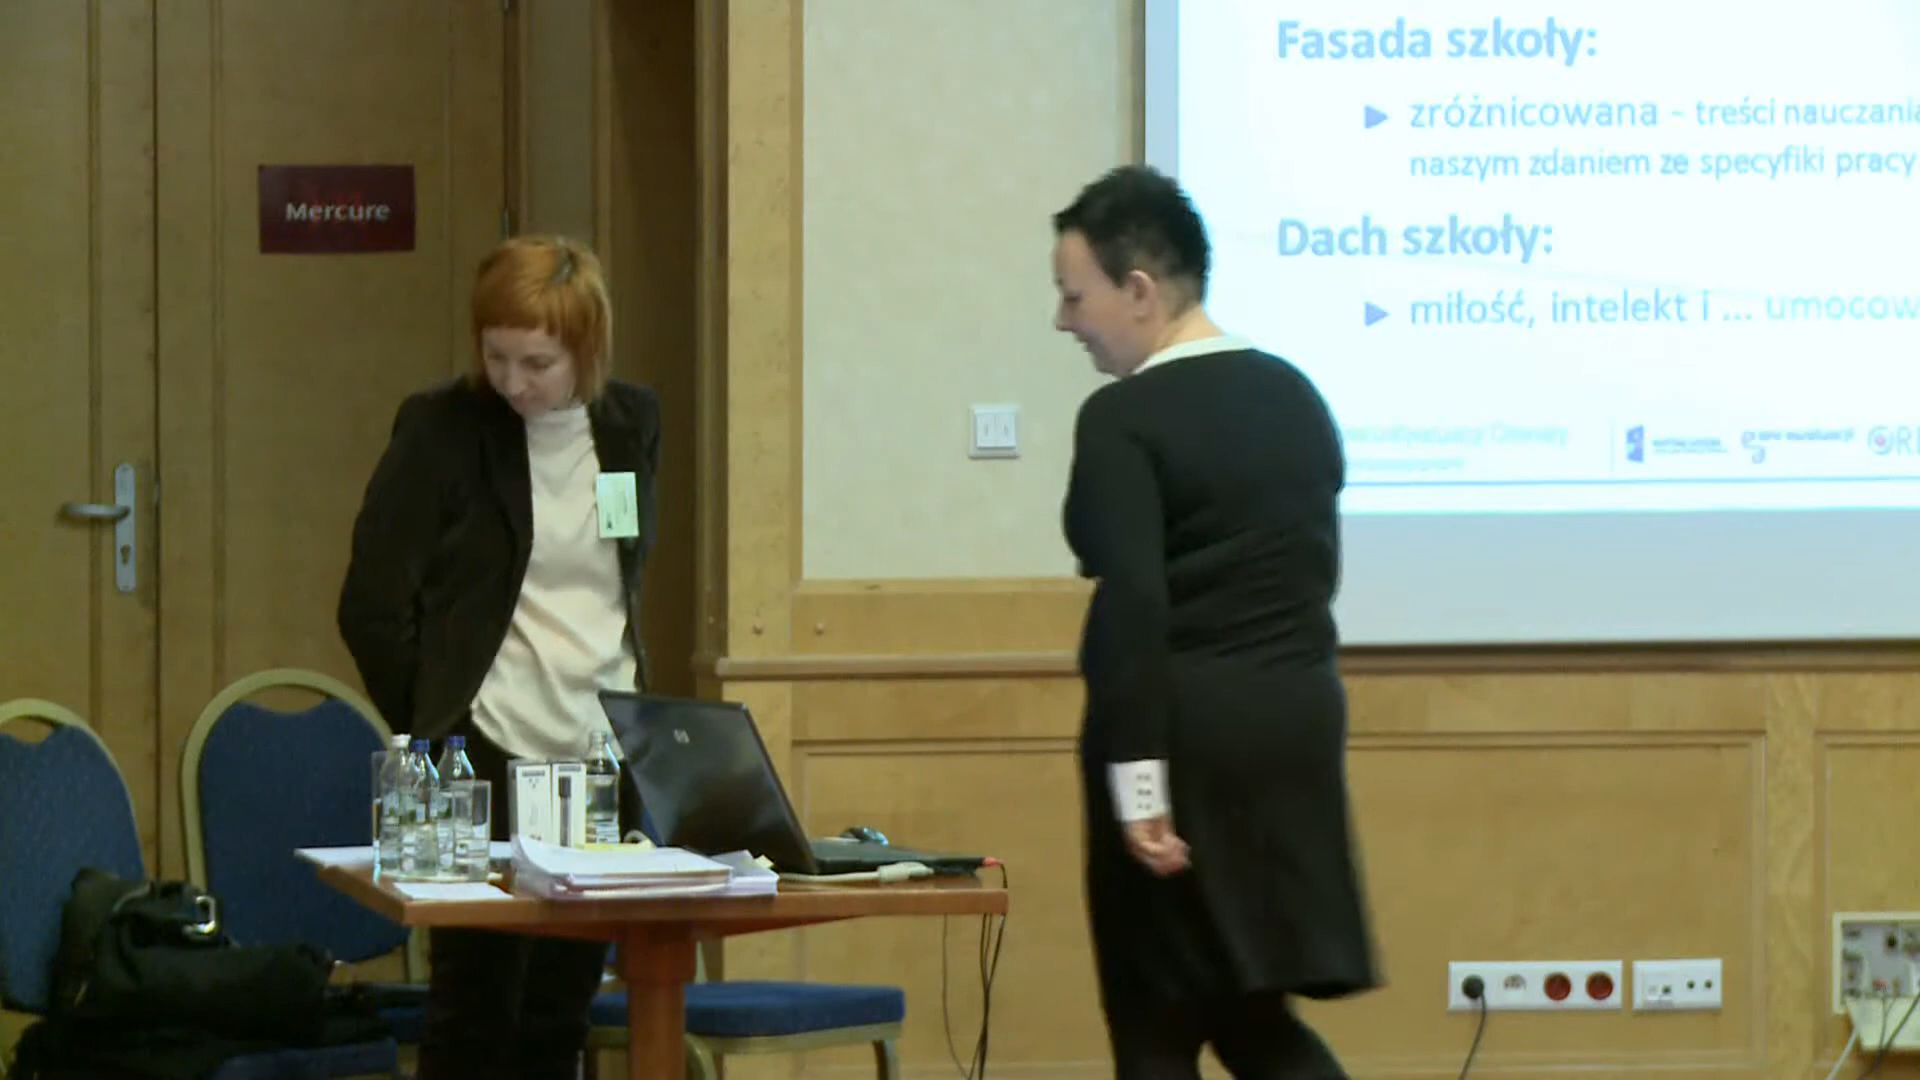 Mercure
Fasada szkoły:
zróżnicowana – treści nauczania
naszym zdaniem ze specyfiki pracy
Dach szkoły:
miłość, intelekt i ... umocow